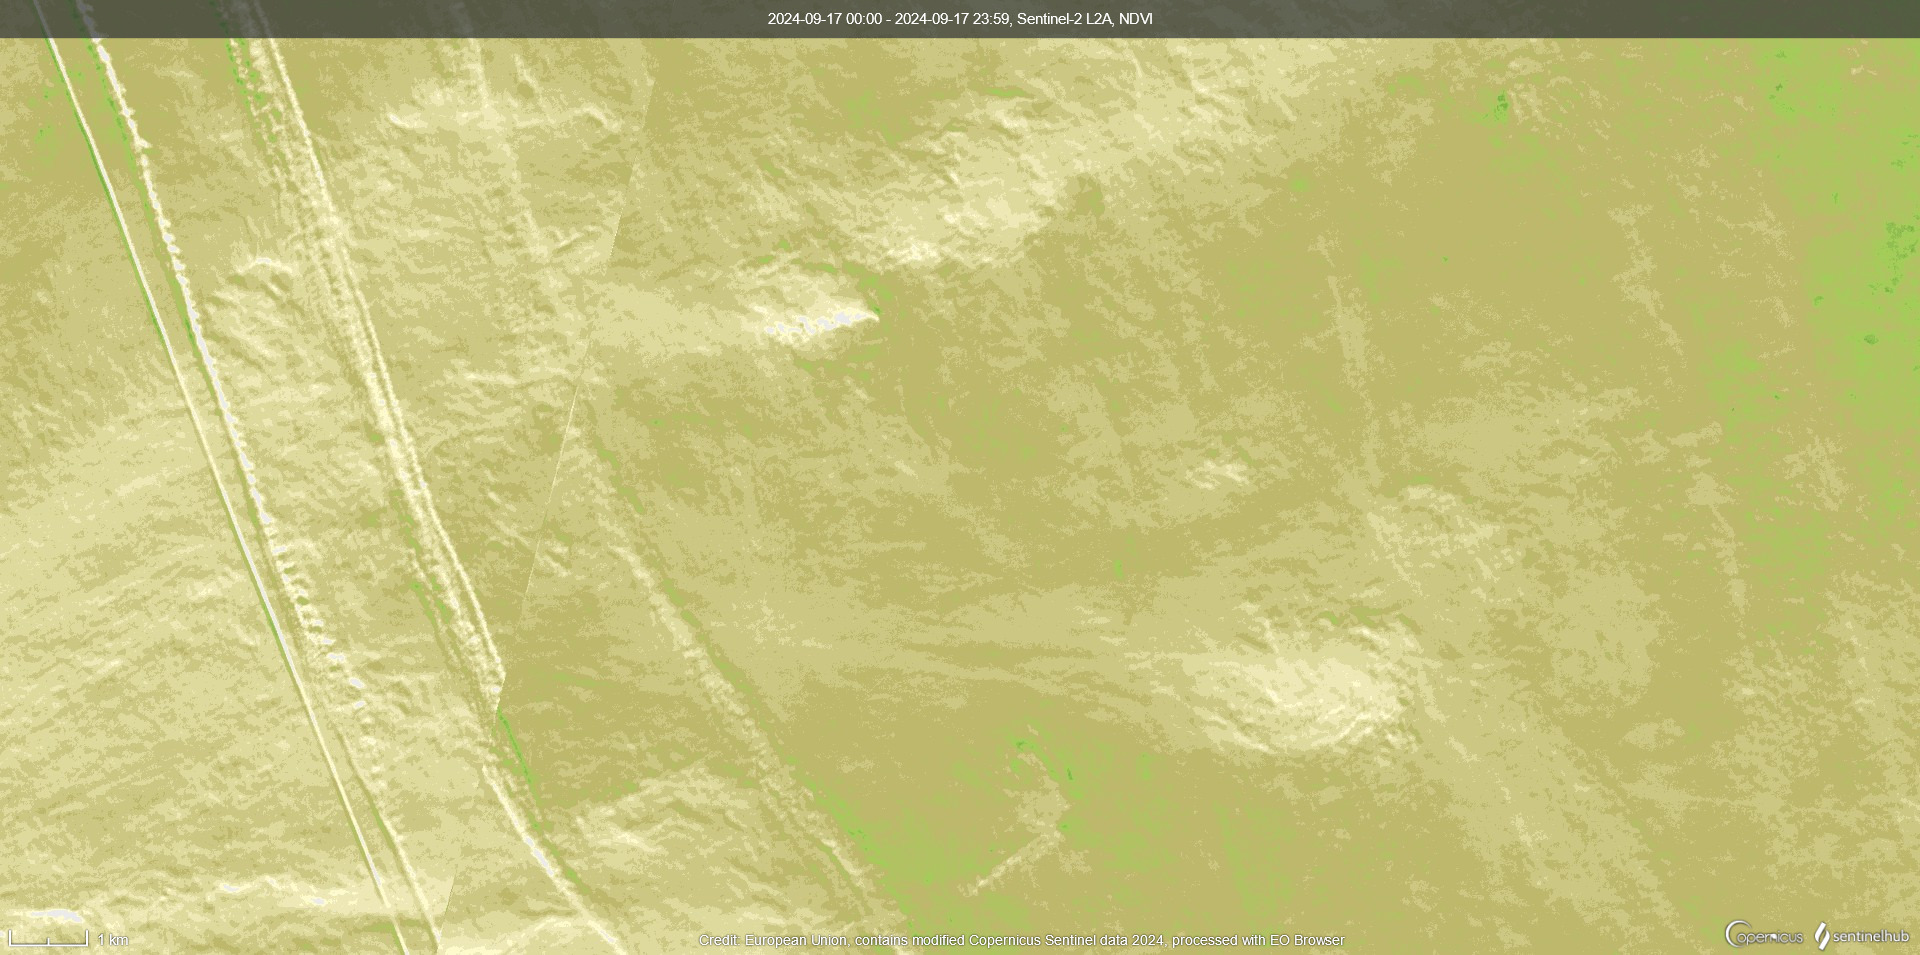 2024-09-17 00:00 - 2024-09-17 23:59, Sentinel-2 L2A, NDVI
1 km
Credit: European Union, contains modified Copernicus Sentinel data 2024, processed with EO Browser
Copernicus
sentinelhub